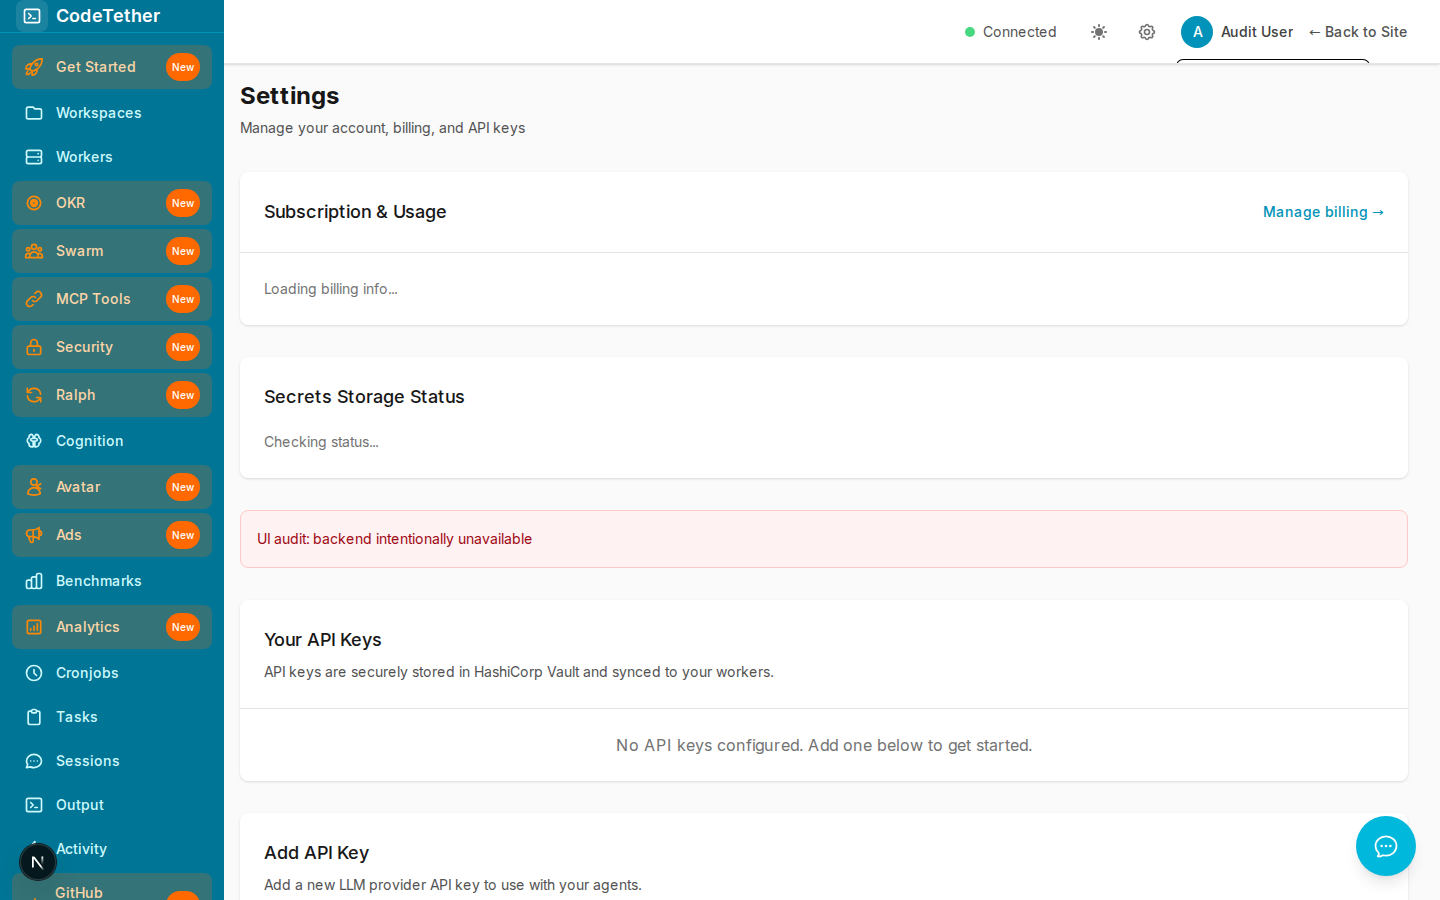 CodeTether
Get Started New
Workspaces
Workers
OKR New
Swarm New
MCP Tools New
Security New
Ralph New
Cognition
Avatar New
Ads New
Benchmarks
Analytics New
Cronjobs
Tasks
Sessions
Output
Activity
N
GitHub
Connected
A Audit User ← Back to Site
Settings
Manage your account, billing, and API keys
Subscription & Usage
Manage billing →
Loading billing info...
Secrets Storage Status
Checking status...
UI audit: backend intentionally unavailable
Your API Keys
API keys are securely stored in HashiCorp Vault and synced to your workers.
No API keys configured. Add one below to get started.
Add API Key
Add a new LLM provider API key to use with your agents.